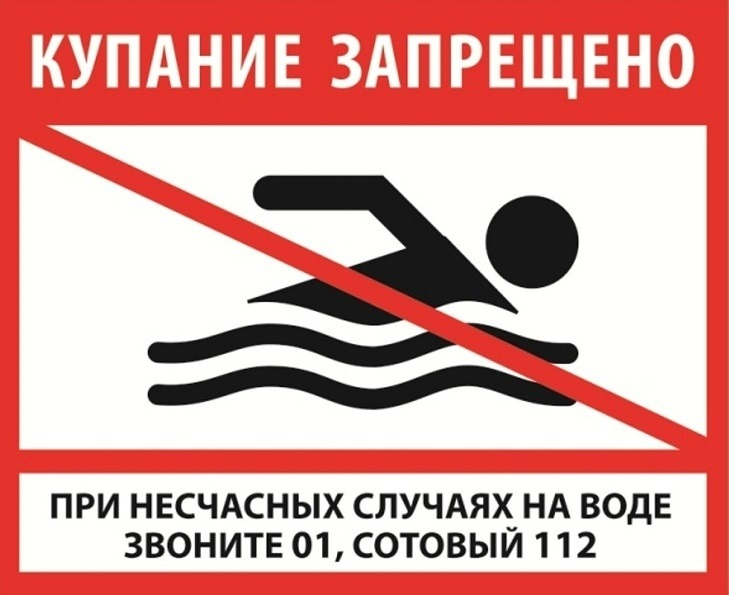 КУПАНИЕ ЗАПРЕЩЕНО
ПРИ НЕСЧАСНЫХ СЛУЧАЯХ НА ВОДЕ
ЗВОНИТЕ 01, СОТОВЫЙ 112